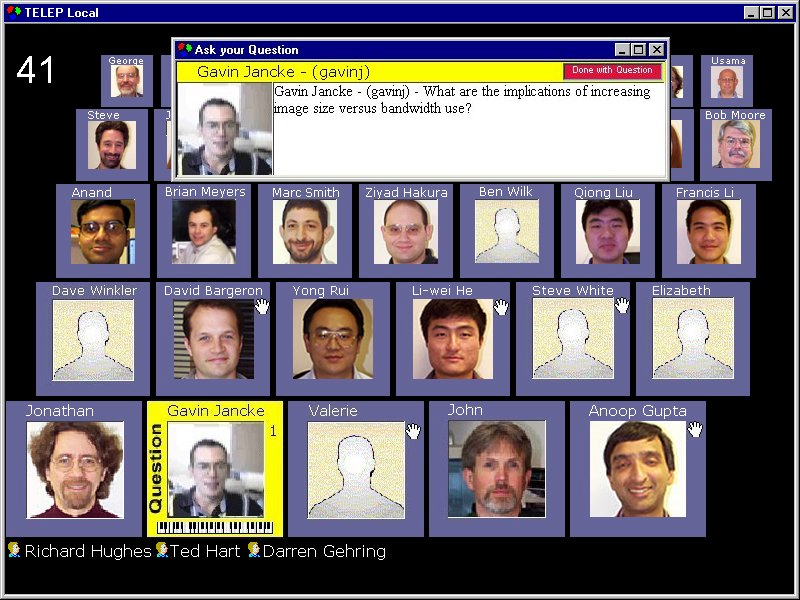 TELEP Local
41
George
Ask your Question
Usama
Gavin Jancke - (gavinj)
Done with Question
Gavin Jancke - (gavinj) - What are the implications of increasing
image size versus bandwidth use?
Steve
Bob Moore
Anand
Brian Meyers
Marc Smith
Ziyad Hakura
Ben Wilk
Qiong Liu
Francis Li
Dave Winkler
David Bargeron
Yong Rui
Li-wei He
Steve White
Elizabeth
Jonathan
Gavin Jancke
Valerie
John
Anoop Gupta
Question
1
Richard Hughes
Ted Hart
Darren Gehring